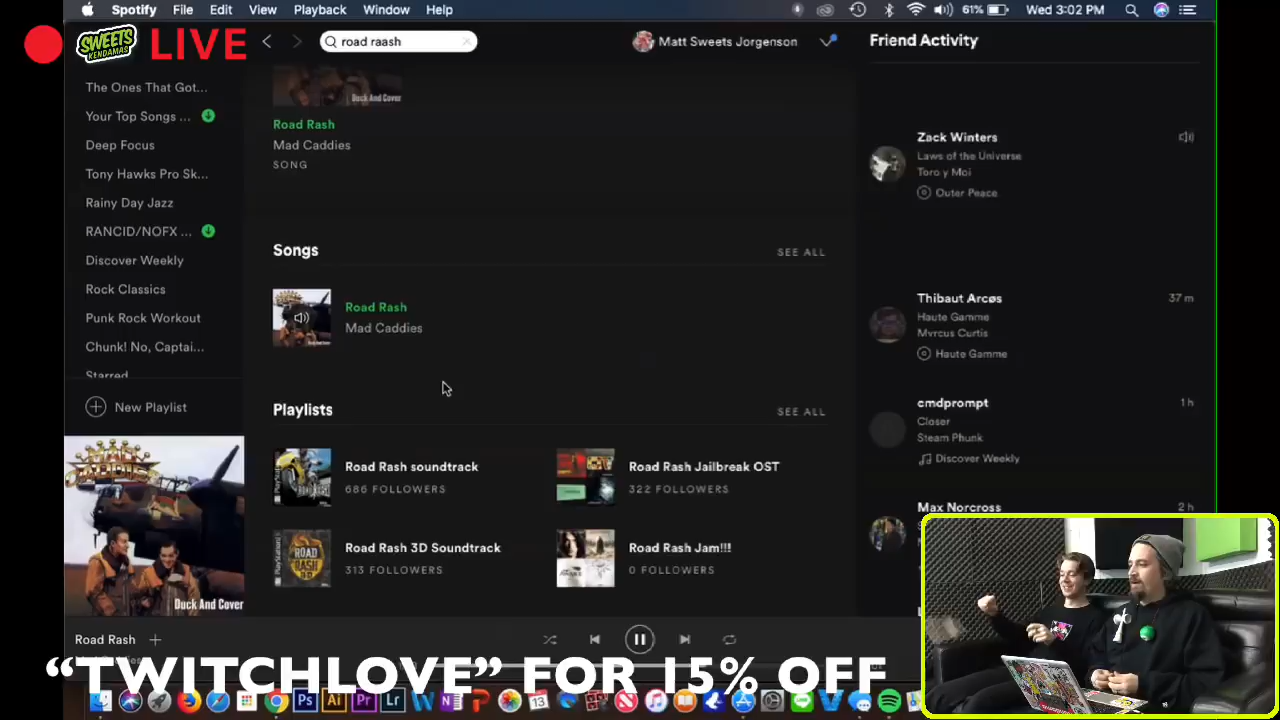 Spotify File Edit View Playback Window Help 61% Wed 3:02 PM
SWEETS KENDAMAS
LIVE
road raash
Matt Sweets Jorgenson
Friend Activity
The Ones That Got...
Your Top Songs ...
Deep Focus
Tony Hawks Pro Sk...
Rainy Day Jazz
RANCID/NOFX ...
Discover Weekly
Road Classics
Punk Rock Workout
Chunk! No, Captai...
Starred
New Playlist
Duck And Cover
Road Rash
Mad Caddies
SONG
Songs
SEE ALL
Road Rash
Mad Caddies
Playlists
SEE ALL
Road Rash soundtrack
686 FOLLOWERS
Road Rash Jailbreak OST
322 FOLLOWERS
Road Rash 3D Soundtrack
313 FOLLOWERS
Road Rash Jam!!!
0 FOLLOWERS
Zack Winters
Laws of the Universe
Toro y Moi
Outer Peace
Thibaut Arcøs
37 m
Haute Gamme
Mvrcus Curtis
Haute Gamme
cmdprompt
1 h
Closer
Steam Phunk
Discover Weekly
Max Norcross
2 h
MAD CADDIES
Duck And Cover
Road Rash
"TWITCHLOVE" FOR 15% OFF